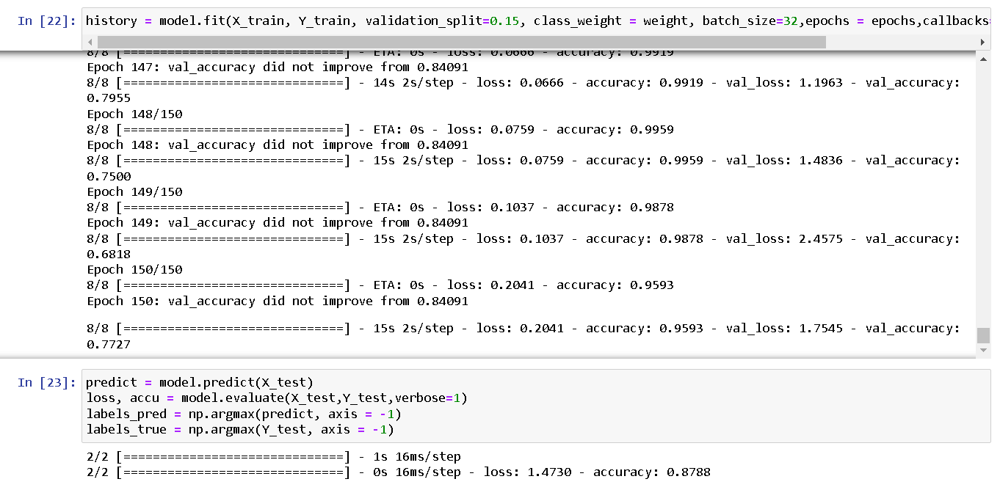 In [22]: history = model.fit(X_train, Y_train, validation_split=0.15, class_weight = weight, batch_size=32,epochs = epochs,callbacks=
8/8 [==============================] - ETA: 0s - loss: 0.0666 - accuracy: 0.9919
Epoch 147: val_accuracy did not improve from 0.84091
8/8 [==============================] - 14s 2s/step - loss: 0.0666 - accuracy: 0.9919 - val_loss: 1.1963 - val_accuracy:
0.7955
Epoch 148/150
8/8 [==============================] - ETA: 0s - loss: 0.0759 - accuracy: 0.9959
Epoch 148: val_accuracy did not improve from 0.84091
8/8 [==============================] - 15s 2s/step - loss: 0.0759 - accuracy: 0.9959 - val_loss: 1.4836 - val_accuracy:
0.7500
Epoch 149/150
8/8 [==============================] - ETA: 0s - loss: 0.1037 - accuracy: 0.9878
Epoch 149: val_accuracy did not improve from 0.84091
8/8 [==============================] - 15s 2s/step - loss: 0.1037 - accuracy: 0.9878 - val_loss: 2.4575 - val_accuracy:
0.6818
Epoch 150/150
8/8 [==============================] - ETA: 0s - loss: 0.2041 - accuracy: 0.9593
Epoch 150: val_accuracy did not improve from 0.84091
8/8 [==============================] - 15s 2s/step - loss: 0.2041 - accuracy: 0.9593 - val_loss: 1.7545 - val_accuracy:
0.7727
In [23]: predict = model.predict(X_test)
loss, accu = model.evaluate(X_test,Y_test,verbose=1)
labels_pred = np.argmax(predict, axis = -1)
labels_true = np.argmax(Y_test, axis = -1)
2/2 [==============================] - 1s 16ms/step
2/2 [==============================] - 0s 16ms/step - loss: 1.4730 - accuracy: 0.8788